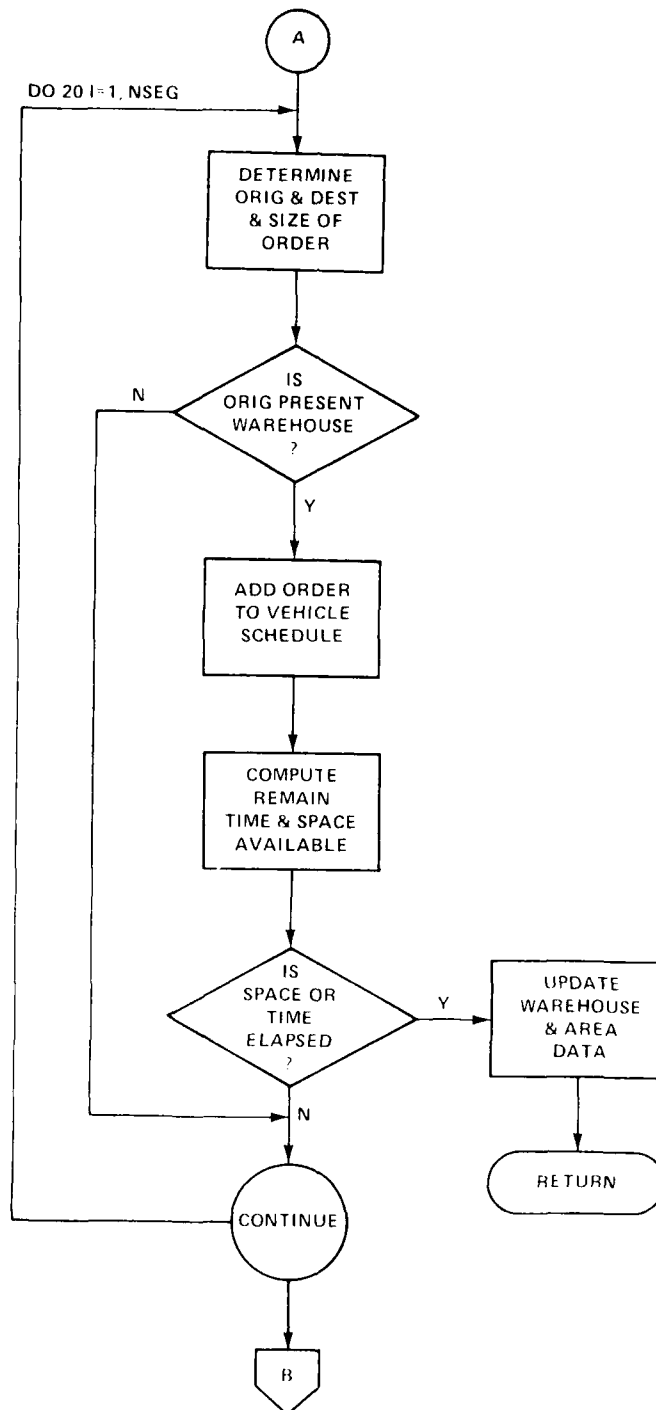 A
DO 20 I=1, NSEG
DETERMINE
ORIG & DEST
& SIZE OF
ORDER
IS
ORIG PRESENT
WAREHOUSE
?
N
Y
ADD ORDER
TO VEHICLE
SCHEDULE
COMPUTE
REMAIN
TIME & SPACE
AVAILABLE
IS
SPACE OR
TIME
ELAPSED
?
Y
UPDATE
WAREHOUSE
& AREA
DATA
N
RETURN
CONTINUE
B